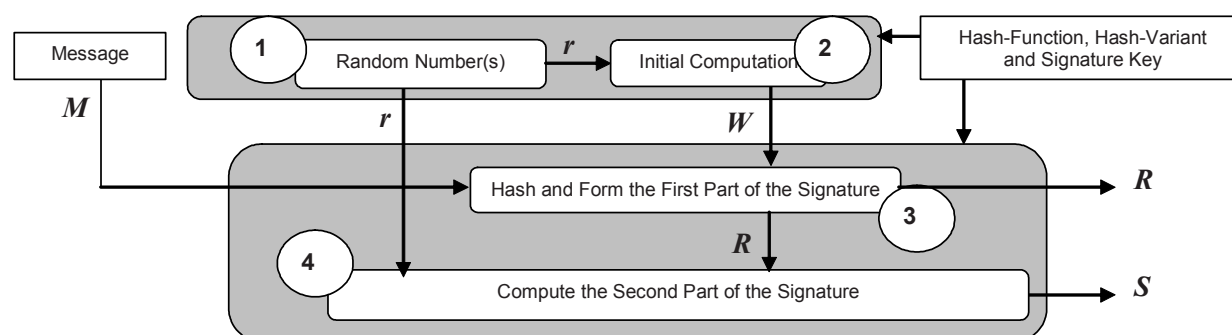 1
2
Message
Random Number(s)
r
Initial Computation
Hash-Function, Hash-Variant
and Signature Key
M
r
W
Hash and Form the First Part of the Signature
R
3
R
4
Compute the Second Part of the Signature
S